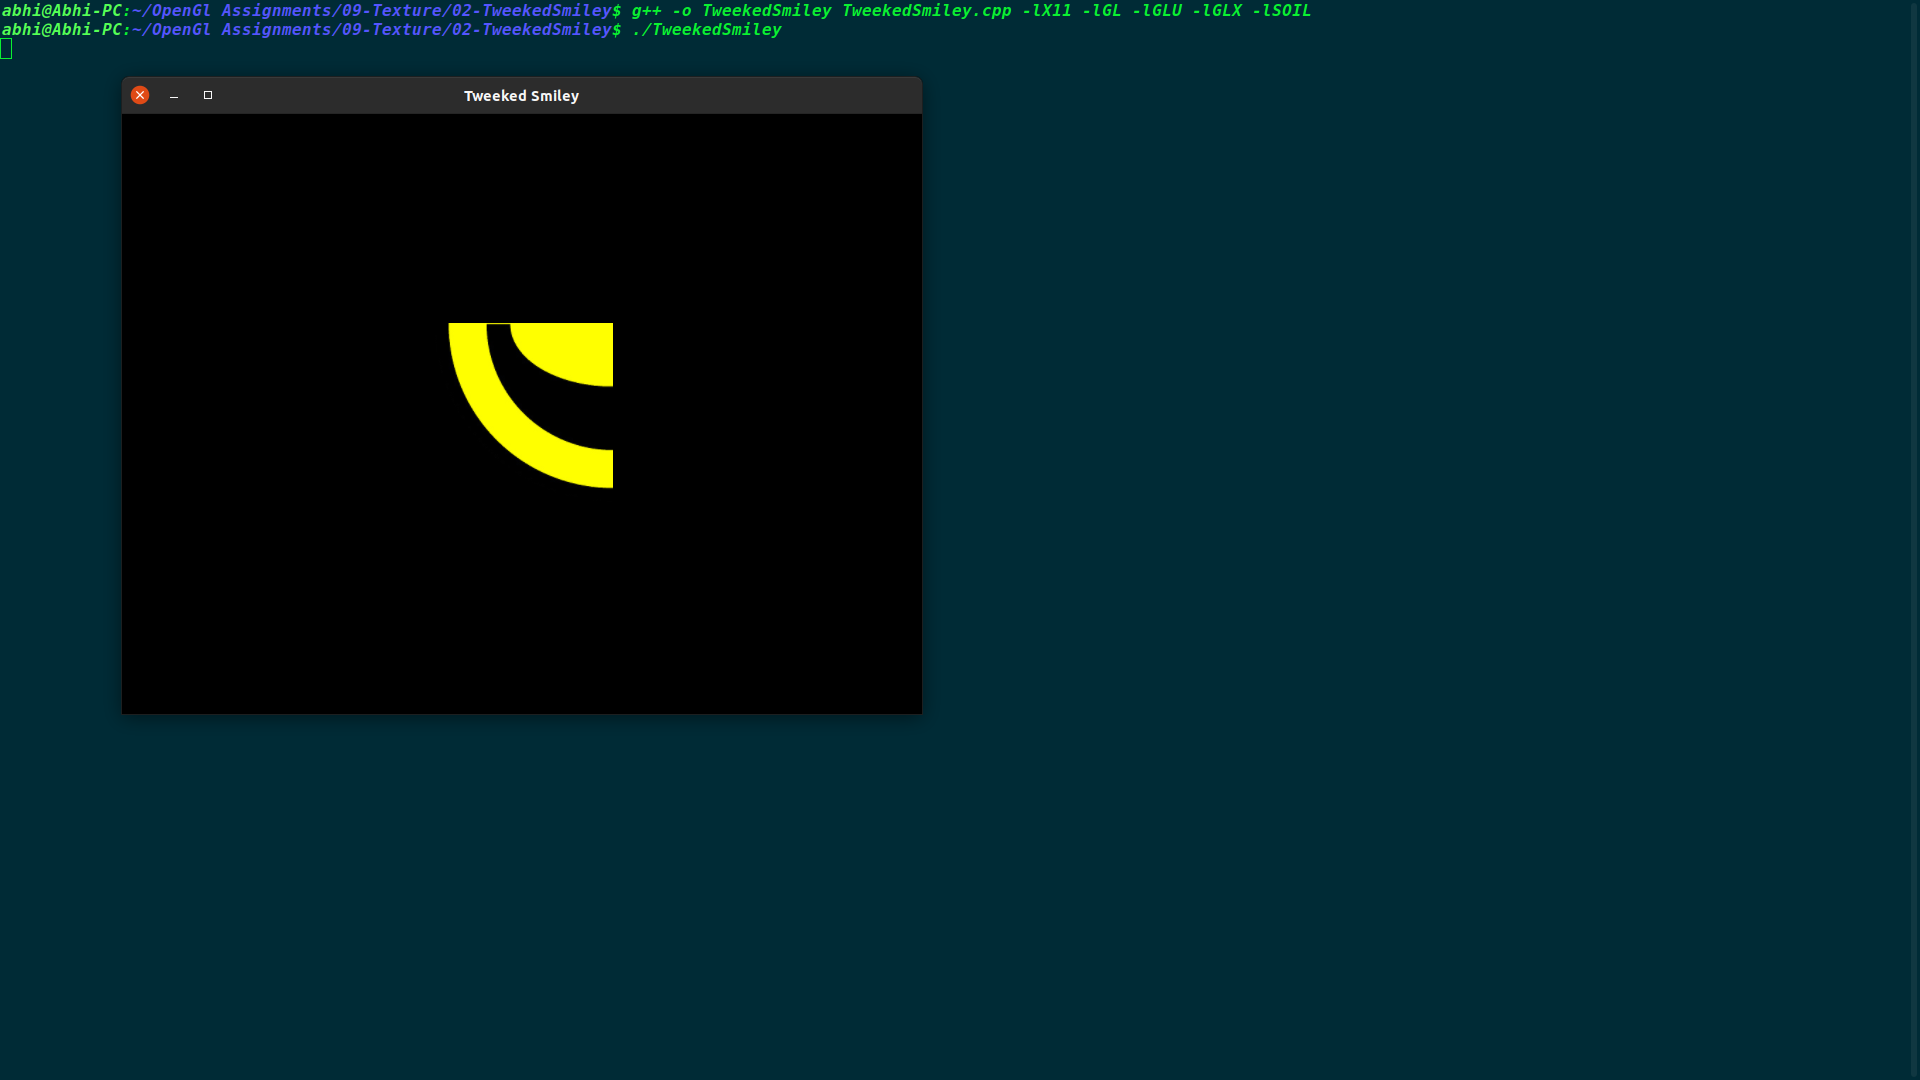 abhi@Abhi-PC:~/OpenGl Assignments/09-Texture/02-TweekedSmiley$ g++ -o TweekedSmiley TweekedSmiley.cpp -lX11 -lGL -lGLU -lGLX -lSOIL
abhi@Abhi-PC:~/OpenGl Assignments/09-Texture/02-TweekedSmiley$ ./TweekedSmiley
Tweeked Smiley